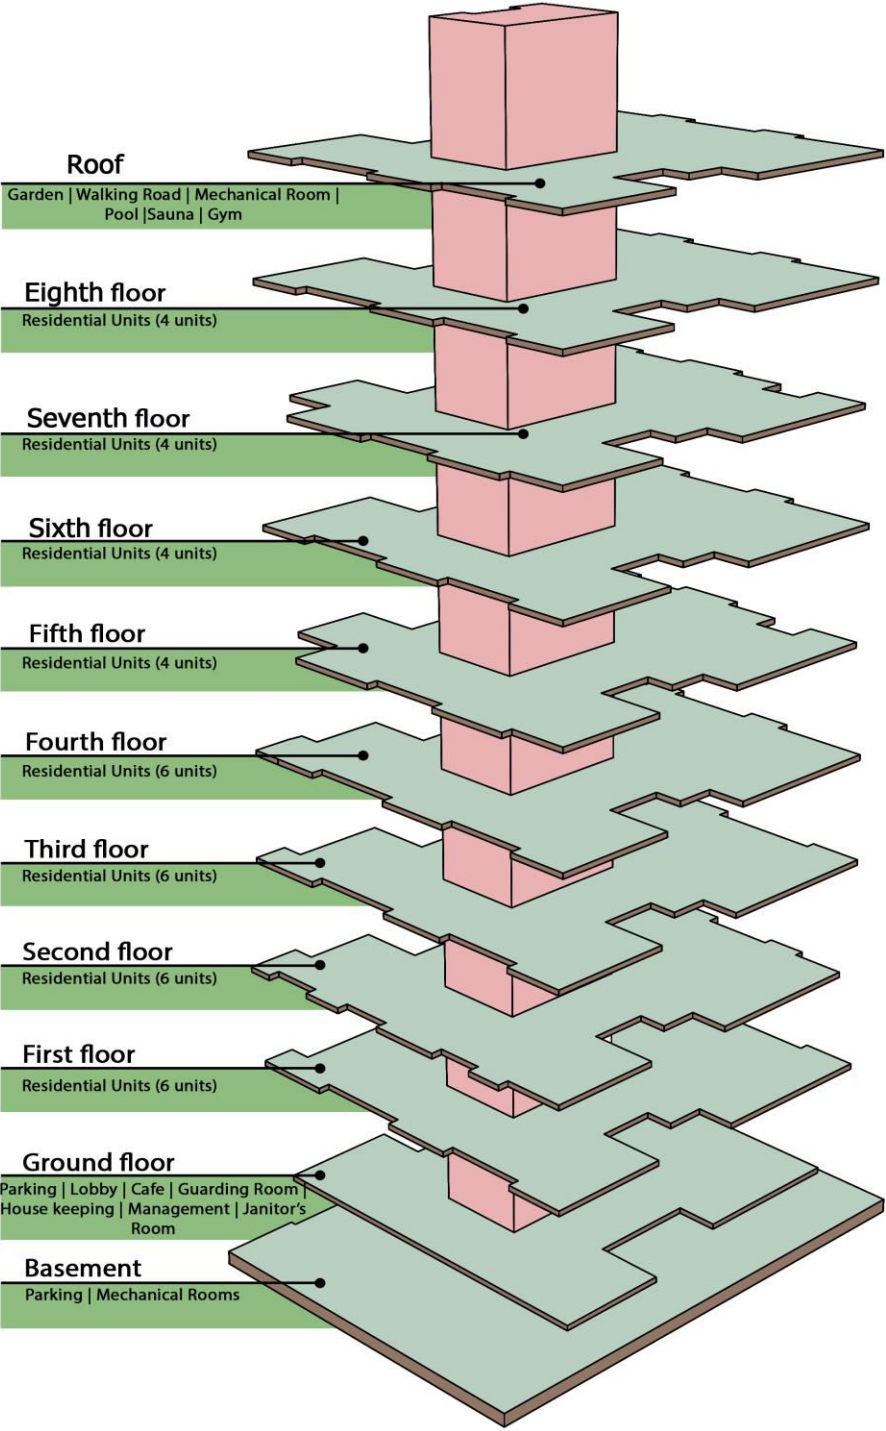 Roof
Garden | Walking Road | Mechanical Room |
Pool |Sauna | Gym
Eighth floor
Residential Units (4 units)
Seventh floor
Residential Units (4 units)
Sixth floor
Residential Units (4 units)
Fifth floor
Residential Units (4 units)
Fourth floor
Residential Units (6 units)
Third floor
Residential Units (6 units)
Second floor
Residential Units (6 units)
First floor
Residential Units (6 units)
Ground floor
Parking | Lobby | Cafe | Guarding Room |
House keeping | Management | Janitor's
Room
Basement
Parking | Mechanical Rooms